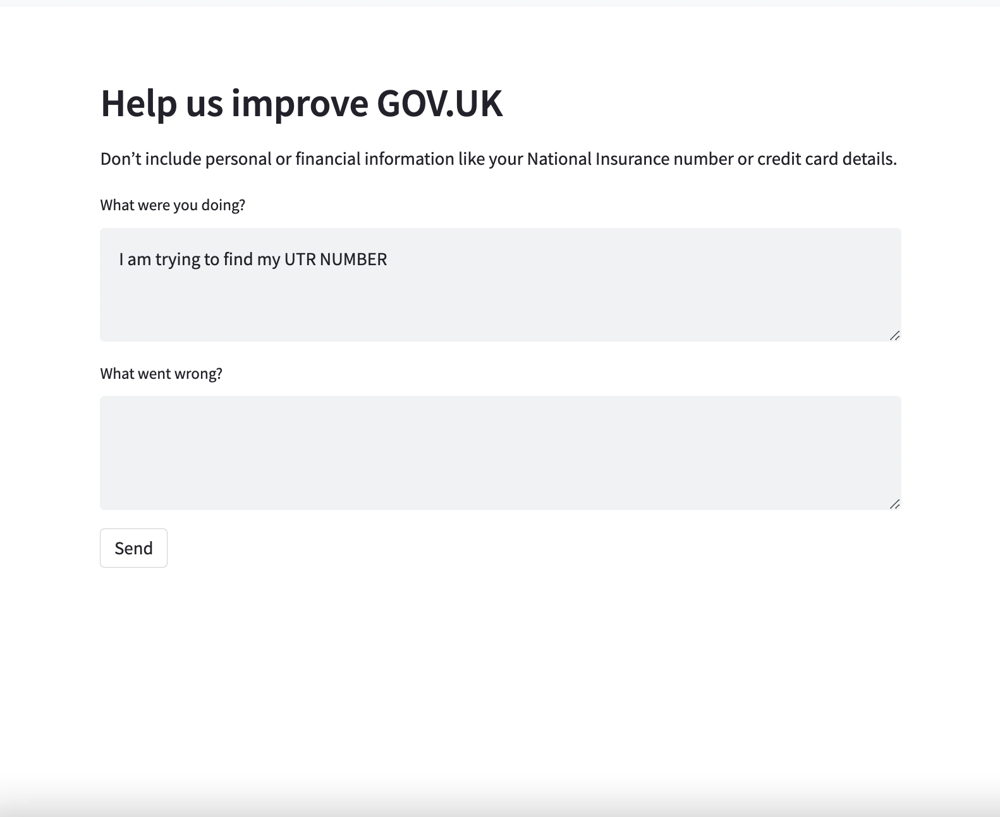 Help us improve GOV.UK
Don’t include personal or financial information like your National Insurance number or credit card details.
What were you doing?
I am trying to find my UTR NUMBER
What went wrong?
Send